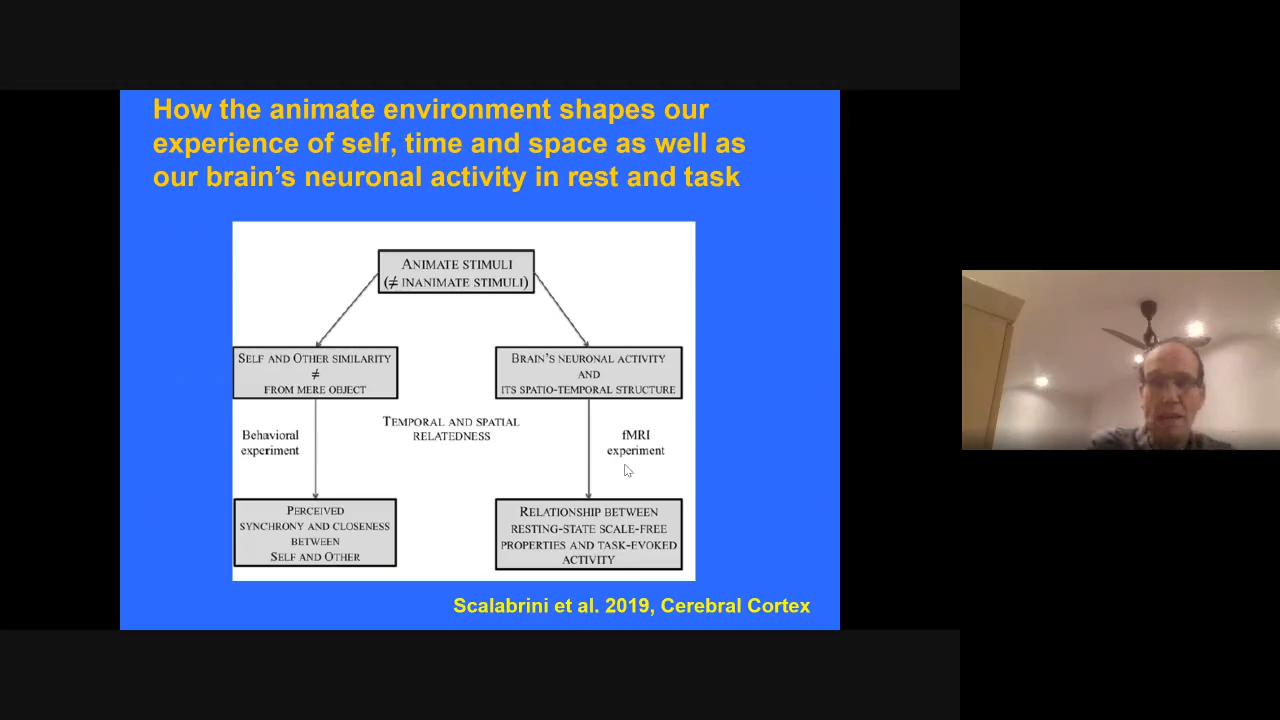 How the animate environment shapes our
experience of self, time and space as well as
our brain's neuronal activity in rest and task
ANIMATE STIMULI
(≠ INANIMATE STIMULI)
SELF AND OTHER SIMILARITY
≠
FROM MERE OBJECT
BRAIN'S NEURONAL ACTIVITY
AND
ITS SPATIO-TEMPORAL STRUCTURE
TEMPORAL AND SPATIAL
RELATEDNESS
Behavioral
experiment
fMRI
experiment
PERCEIVED
SYNCHRONY AND CLOSENESS
BETWEEN
SELF AND OTHER
RELATIONSHIP BETWEEN
RESTING-STATE SCALE-FREE
PROPERTIES AND TASK-EVOKED
ACTIVITY
Scalabrini et al. 2019, Cerebral Cortex